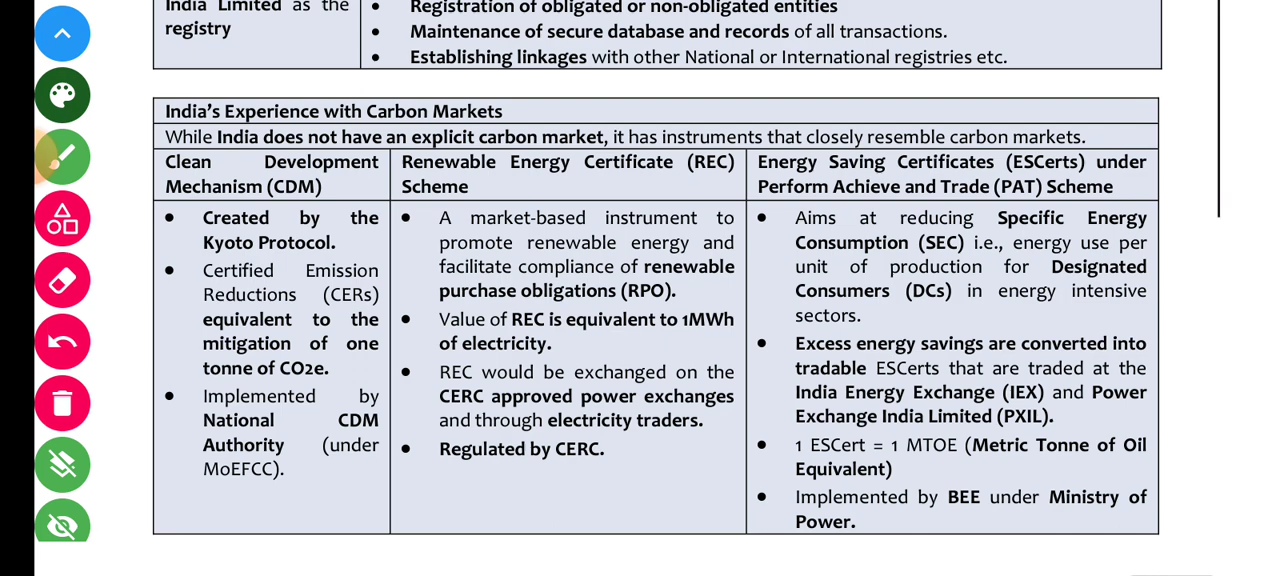 India Limited as the
registry
• Registration of obligated or non-obligated entities
• Maintenance of secure database and records of all transactions.
• Establishing linkages with other National or International registries etc.
India's Experience with Carbon Markets
While India does not have an explicit carbon market, it has instruments that closely resemble carbon markets.
Clean Development
Mechanism (CDM)
• Created by the
Kyoto Protocol.
• Certified Emission
Reductions (CERs)
equivalent to the
mitigation of one
tonne of CO2e.
• Implemented by
National CDM
Authority (under
MoEFCC).
Renewable Energy Certificate (REC)
Scheme
• A market-based instrument to
promote renewable energy and
facilitate compliance of renewable
purchase obligations (RPO).
• Value of REC is equivalent to 1MWh
of electricity.
• REC would be exchanged on the
CERC approved power exchanges
and through electricity traders.
• Regulated by CERC.
Energy Saving Certificates (ESCerts) under
Perform Achieve and Trade (PAT) Scheme
• Aims at reducing Specific Energy
Consumption (SEC) i.e., energy use per
unit of production for Designated
Consumers (DCs) in energy intensive
sectors.
• Excess energy savings are converted into
tradable ESCerts that are traded at the
India Energy Exchange (IEX) and Power
Exchange India Limited (PXIL).
• 1 ESCert = 1 MTOE (Metric Tonne of Oil
Equivalent)
• Implemented by BEE under Ministry of
Power.